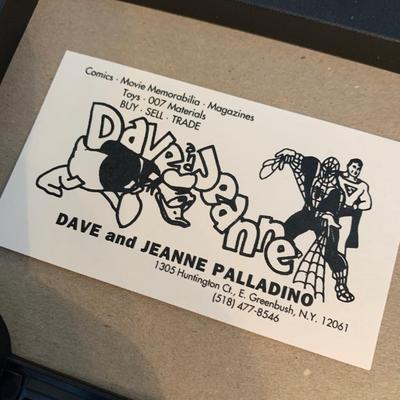 Comics · Movie Memorabilia · Magazines
Toys · 007 Materials
BUY · SELL · TRADE
Dave and Jeanne
DAVE and JEANNE PALLADINO
1305 Huntington Ct., E. Greenbush, N.Y. 12061
(518) 477-8546